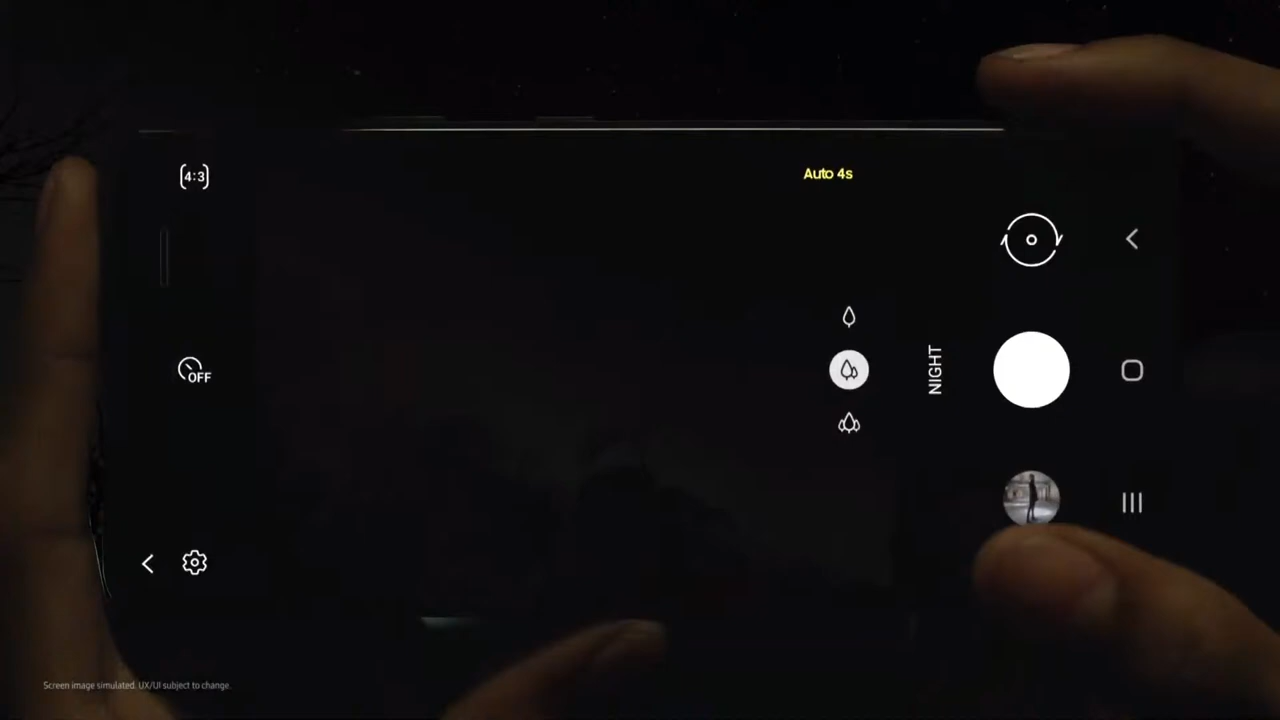 4:3
Auto 4s
OFF
NIGHT
Screen image simulated. UX/UI subject to change.